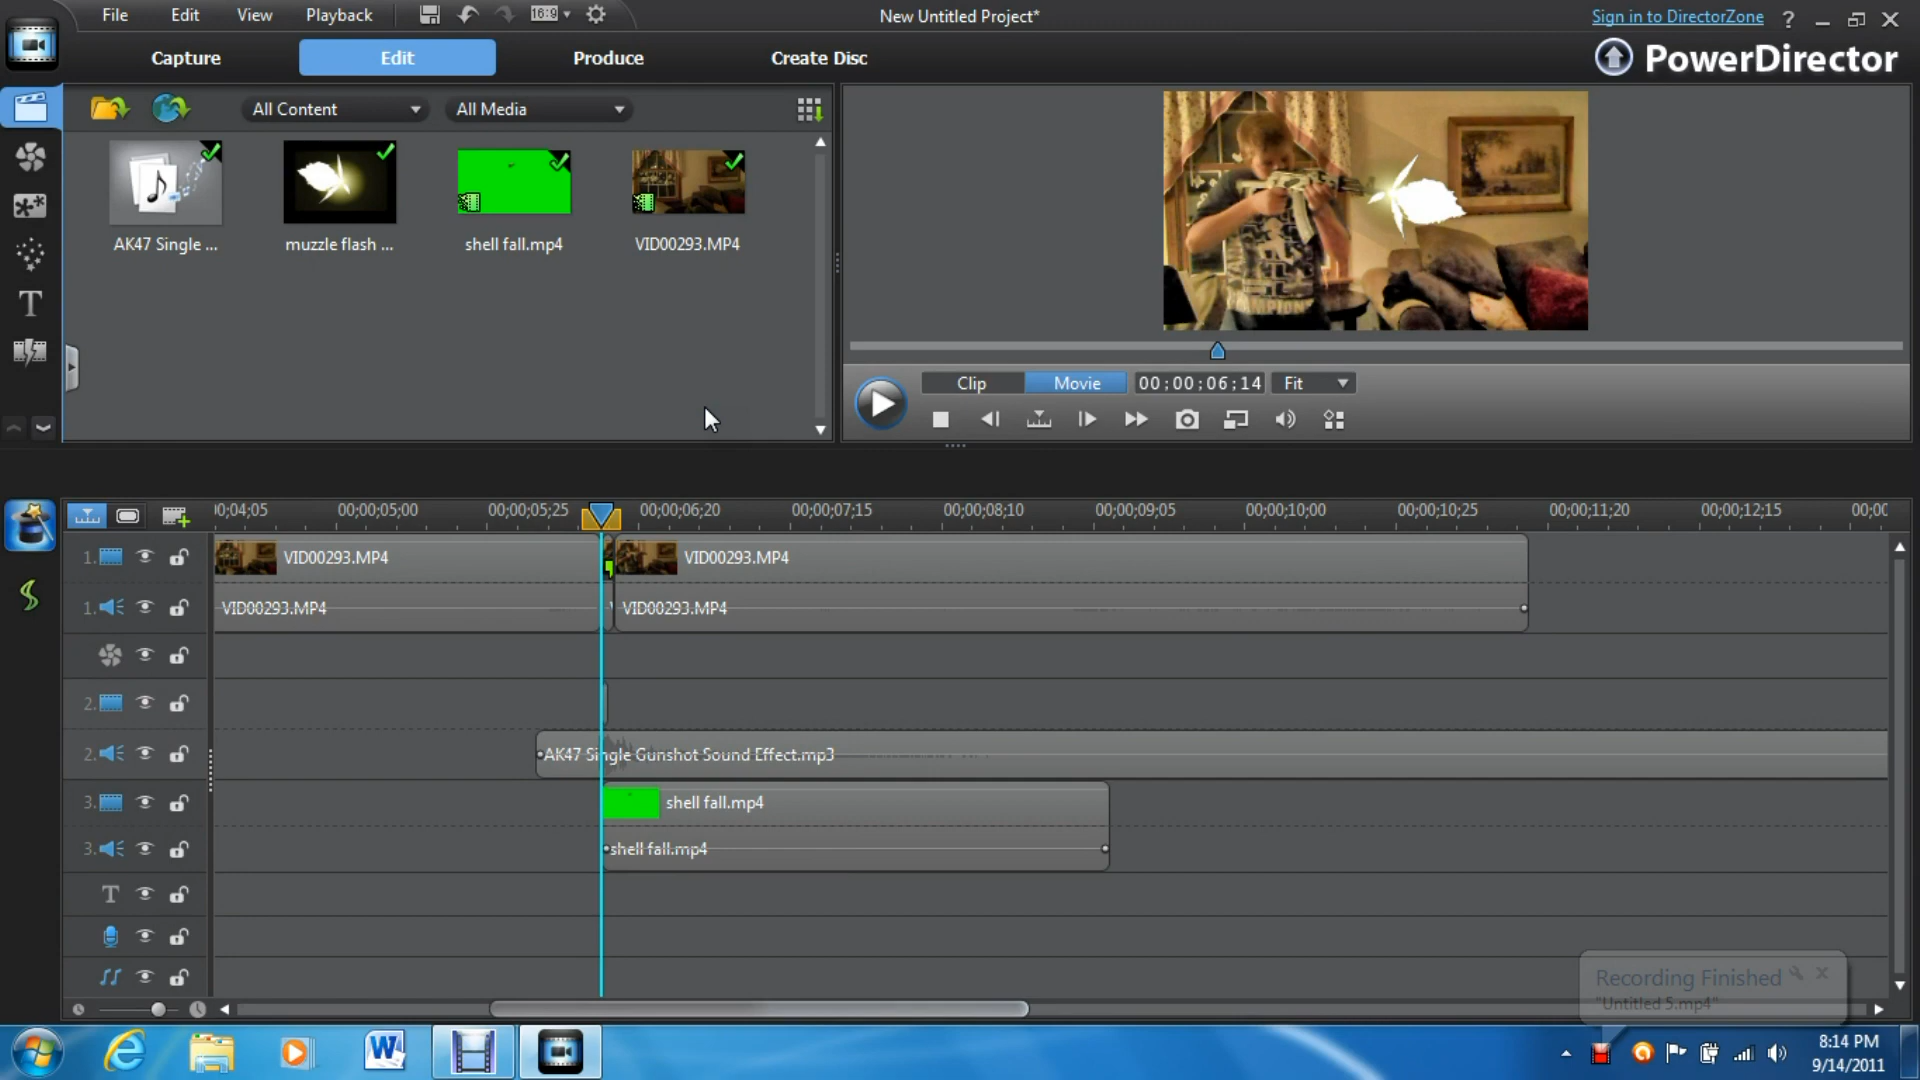 File Edit View Playback 16:9 New Untitled Project* Sign in to DirectorZone ?
Capture Edit Produce Create Disc PowerDirector
All Content All Media
AK47 Single ... muzzle flash ... shell fall.mp4 VID00293.MP4
CHAMPION
Clip Movie 00;00;06;14 Fit
00;00;05;00 00;00;05;25 00;00;06;20 00;00;07;15 00;00;08;10 00;00;09;05 00;00;10;00 00;00;10;25 00;00;11;20 00;00;12;15
1. VID00293.MP4 VID00293.MP4
1. VID00293.MP4 VID00293.MP4
2.
2. AK47 Single Gunshot Sound Effect.mp3
3. shell fall.mp4
3. shell fall.mp4
T
Recording Finished
"Untitled 5.mp4"
8:14 PM
9/14/2011